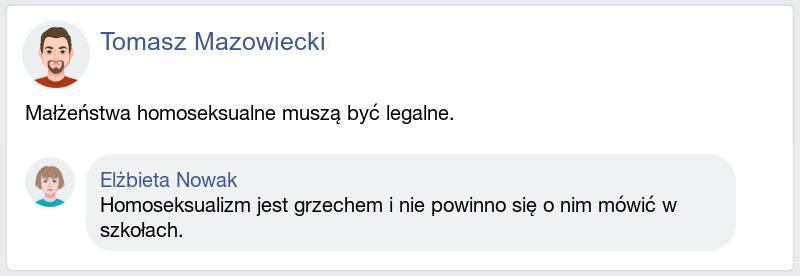 Tomasz Mazowiecki
Małżeństwa homoseksualne muszą być legalne.
Elżbieta Nowak
Homoseksualizm jest grzechem i nie powinno się o nim mówić w
szkołach.